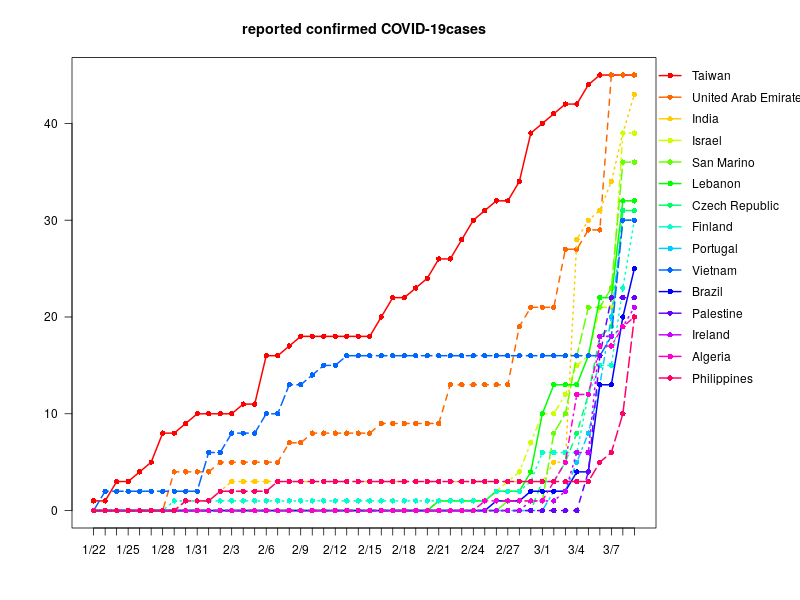 reported confirmed COVID-19cases
Taiwan
United Arab Emirate
India
Israel
San Marino
Lebanon
Czech Republic
Finland
Portugal
Vietnam
Brazil
Palestine
Ireland
Algeria
Philippines
40
30
20
10
0
1/22 1/25 1/28 1/31 2/3 2/6 2/9 2/12 2/15 2/18 2/21 2/24 2/27 3/1 3/4 3/7